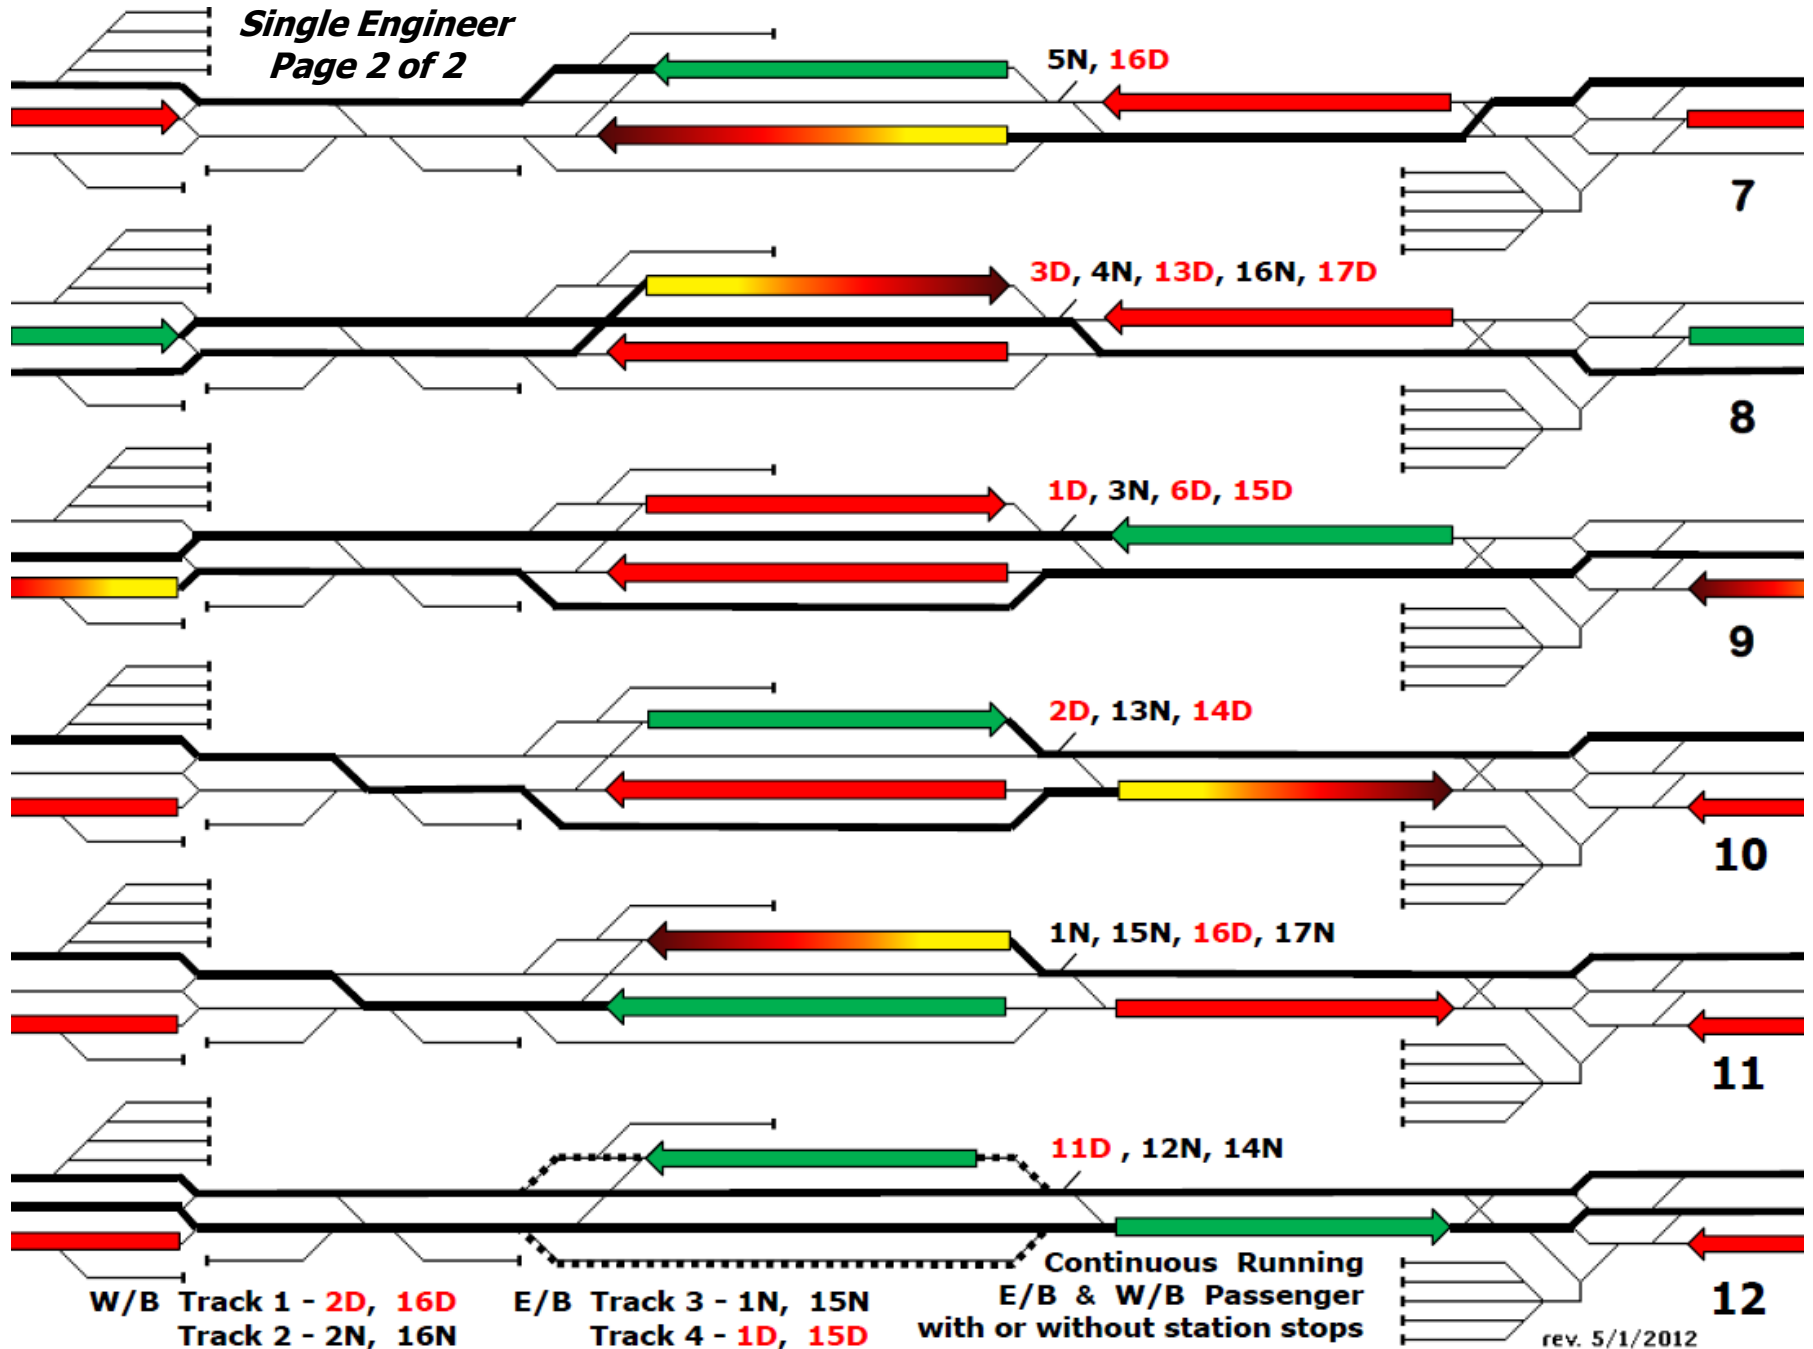 Single Engineer
Page 2 of 2
5N, 16D
7
3D, 4N, 13D, 16N, 17D
8
1D, 3N, 6D, 15D
9
2D, 13N, 14D
10
1N, 15N, 16D, 17N
11
11D , 12N, 14N
12
W/B Track 1 - 2D, 16D
Track 2 - 2N, 16N
E/B Track 3 - 1N, 15N
Track 4 - 1D, 15D
Continuous Running
E/B & W/B Passenger
with or without station stops
rev. 5/1/2012